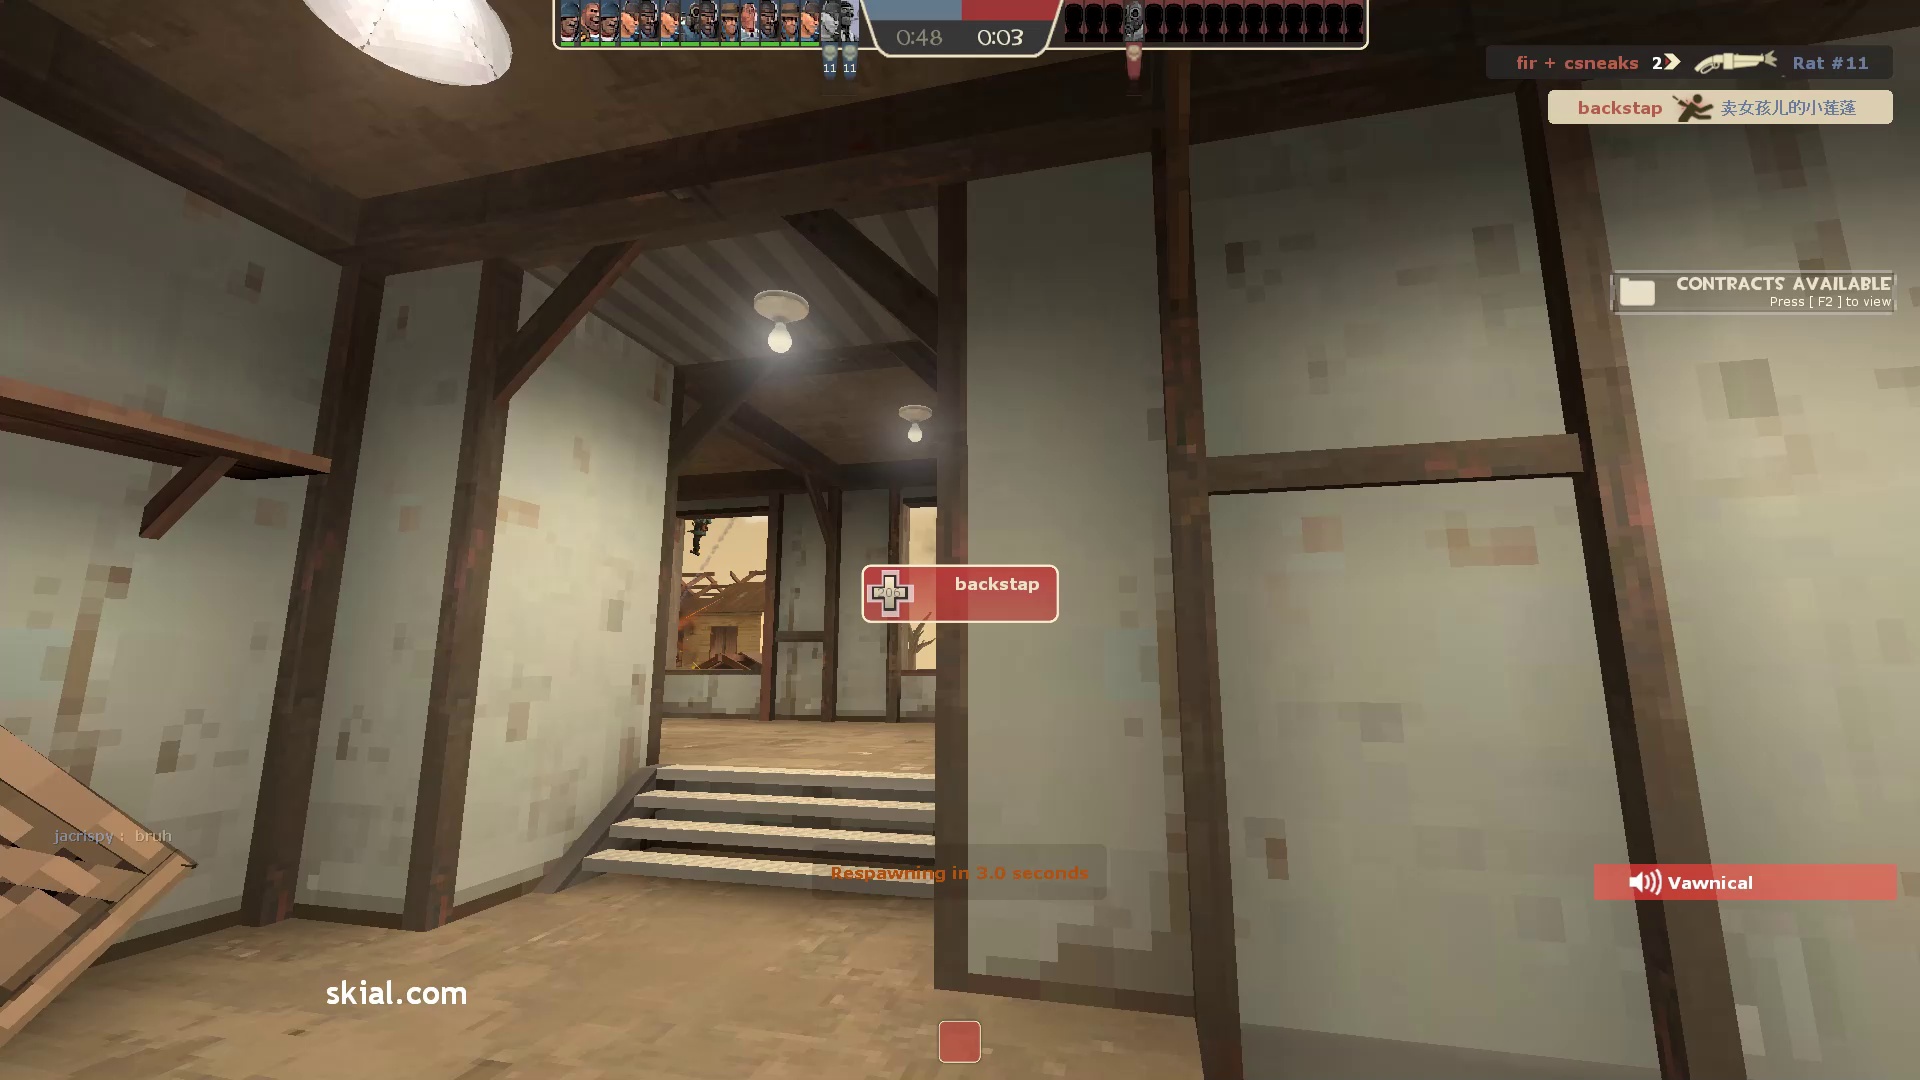 0:48 0:03
11 11
fir + csneaks 2 Rat #11
backstap 卖女孩儿的小莲蓬
CONTRACTS AVAILABLE
Press [ F2 ] to view
206
backstap
jacrispy : bruh
Respawning in 3.0 seconds
Vawnical
skial.com